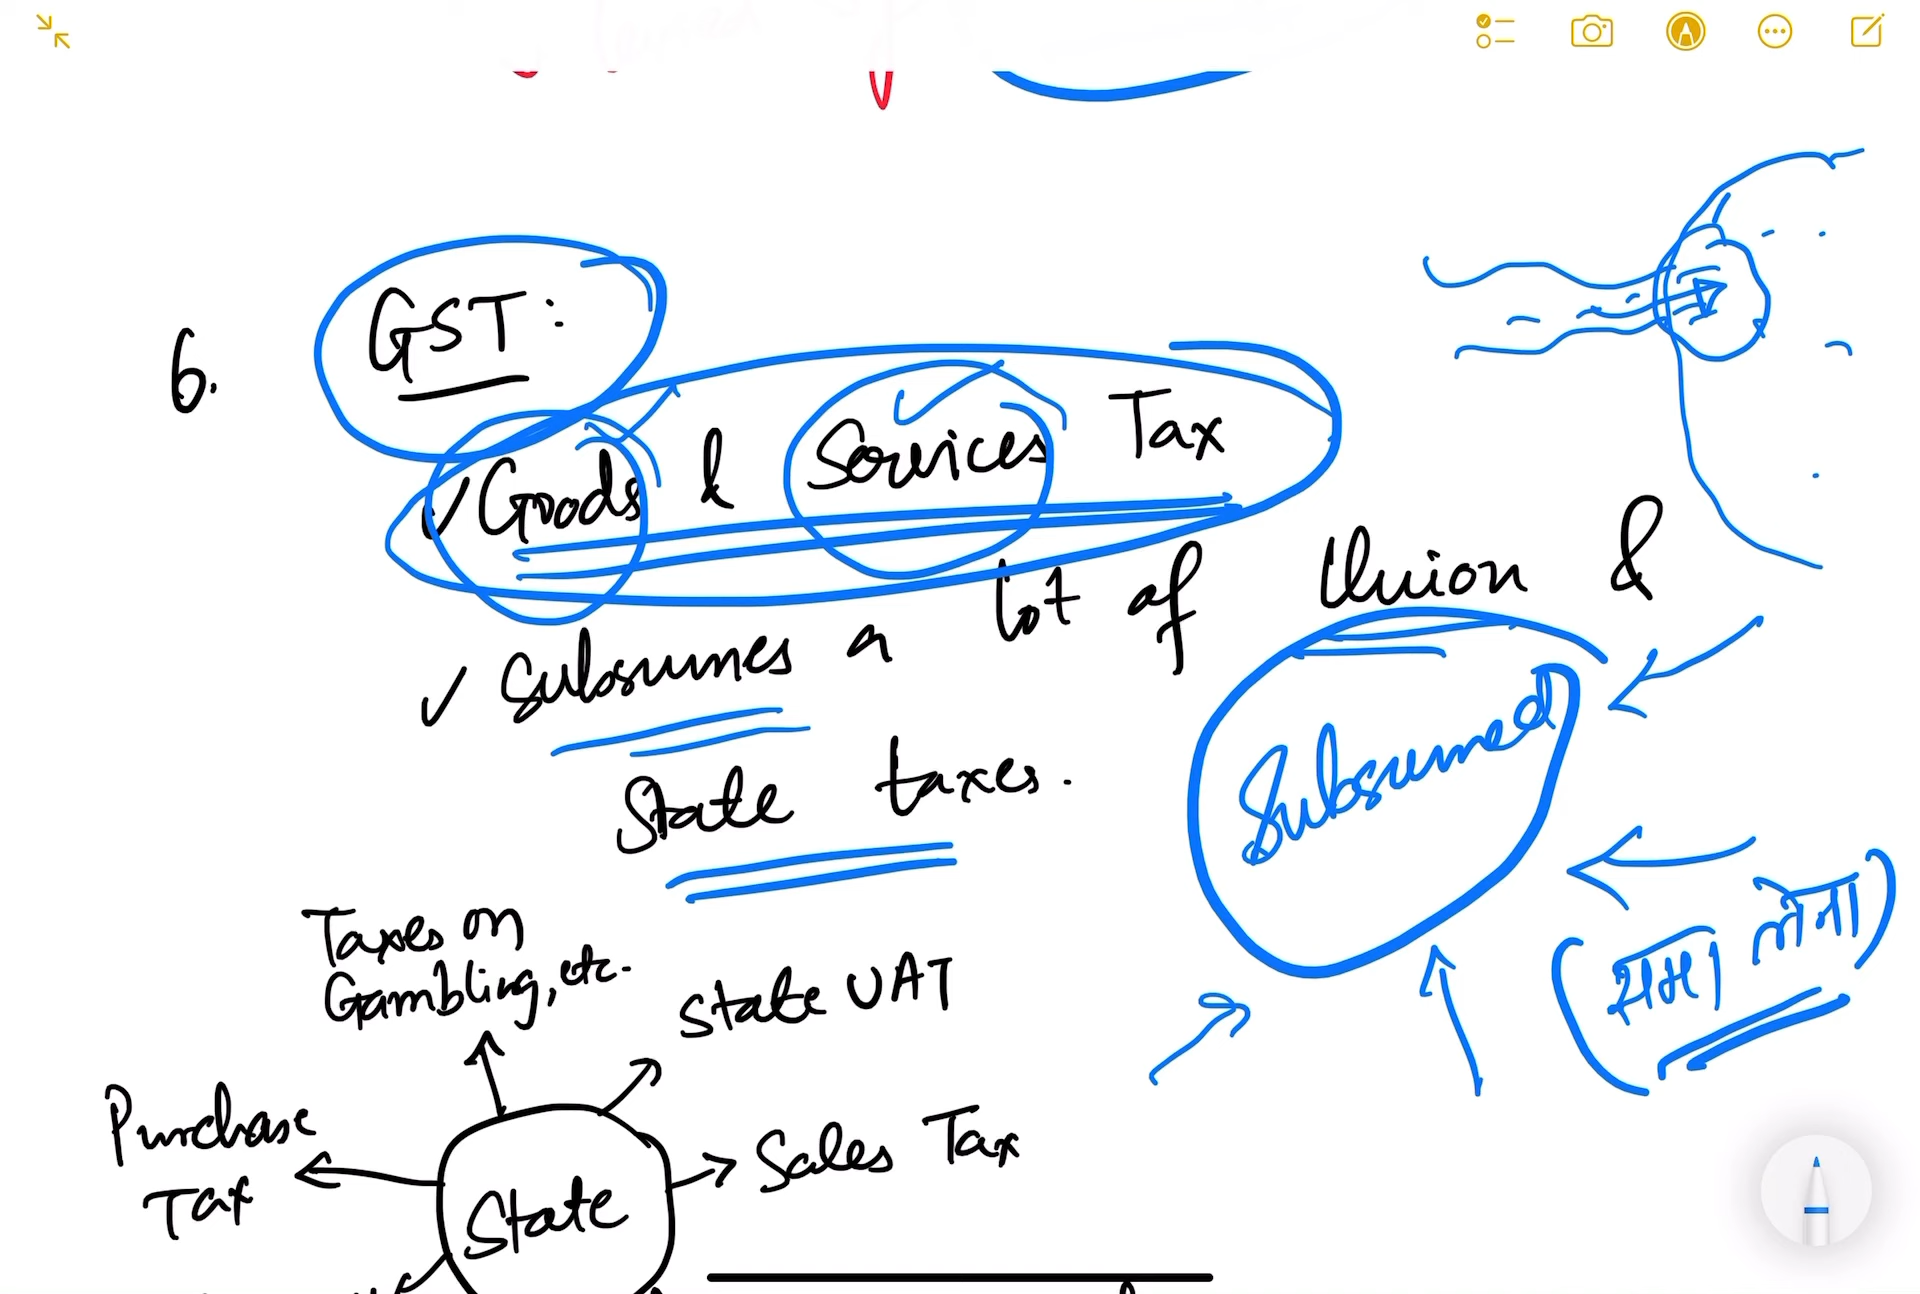 6. GST:
✓ Goods & Services Tax
✓ Subsumes a lot of Union &
State taxes.
Subsumed
(समा लेना)
Taxes on
Gambling, etc.
State VAT
Purchase
Tax
Sales Tax
State